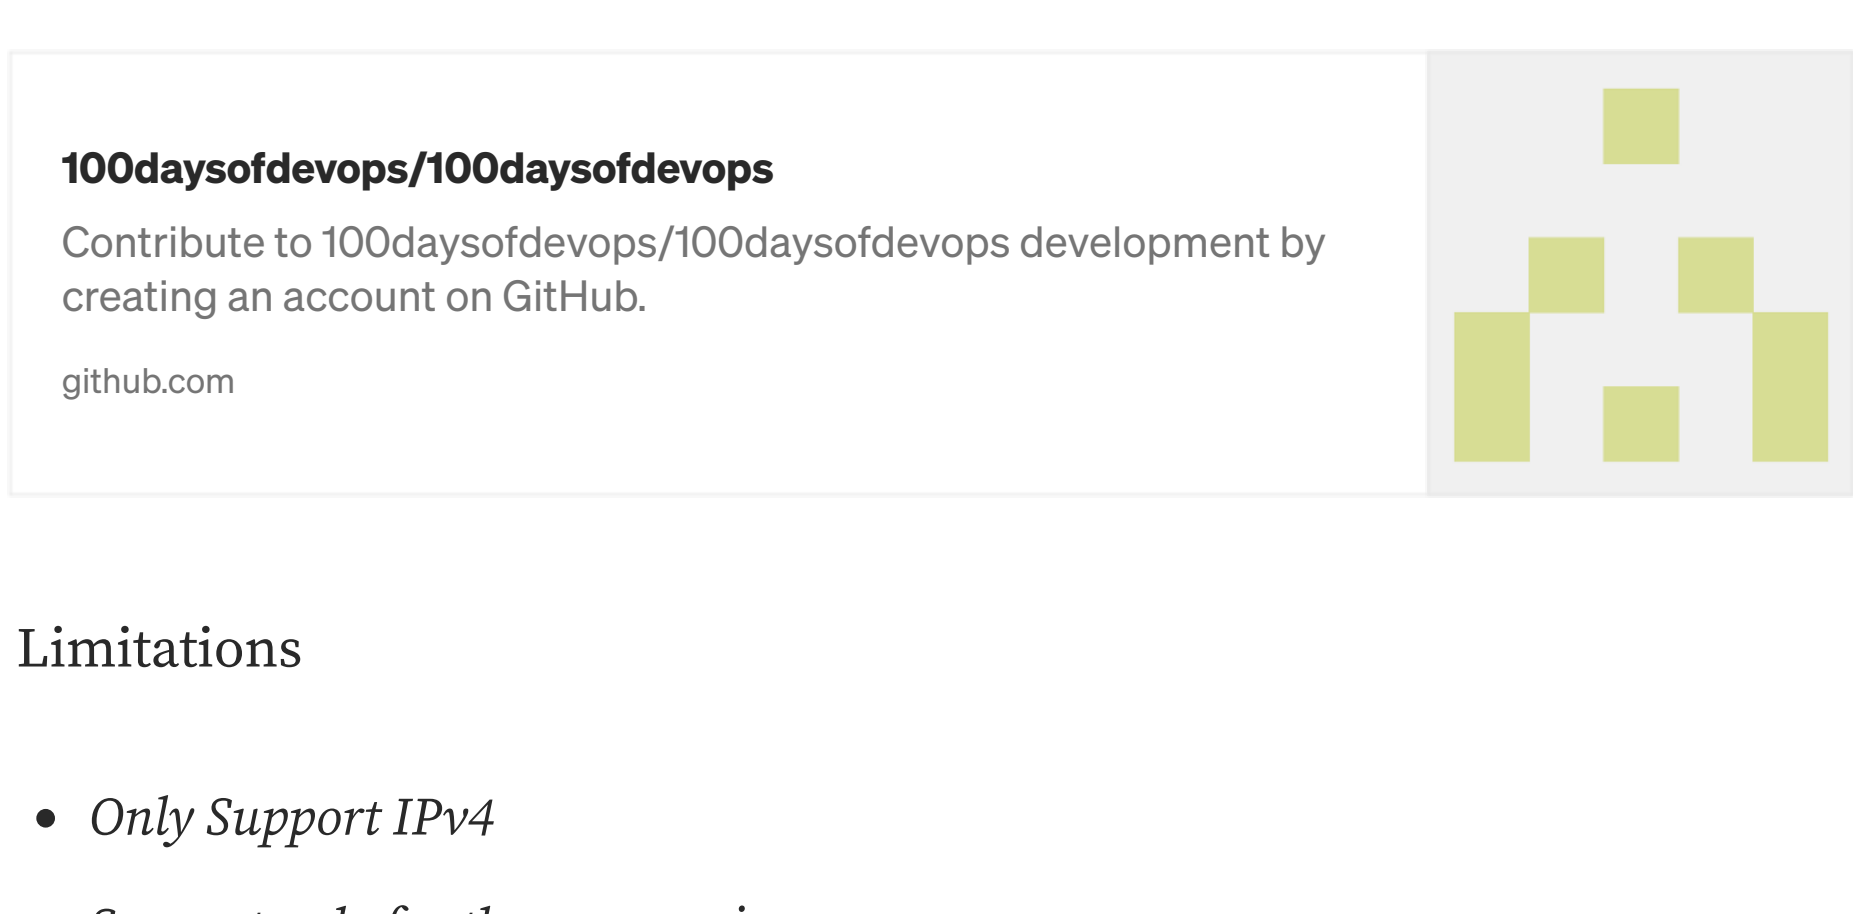 100daysofdevops/100daysofdevops
Contribute to 100daysofdevops/100daysofdevops development by
creating an account on GitHub.
github.com
Limitations
• Only Support IPv4